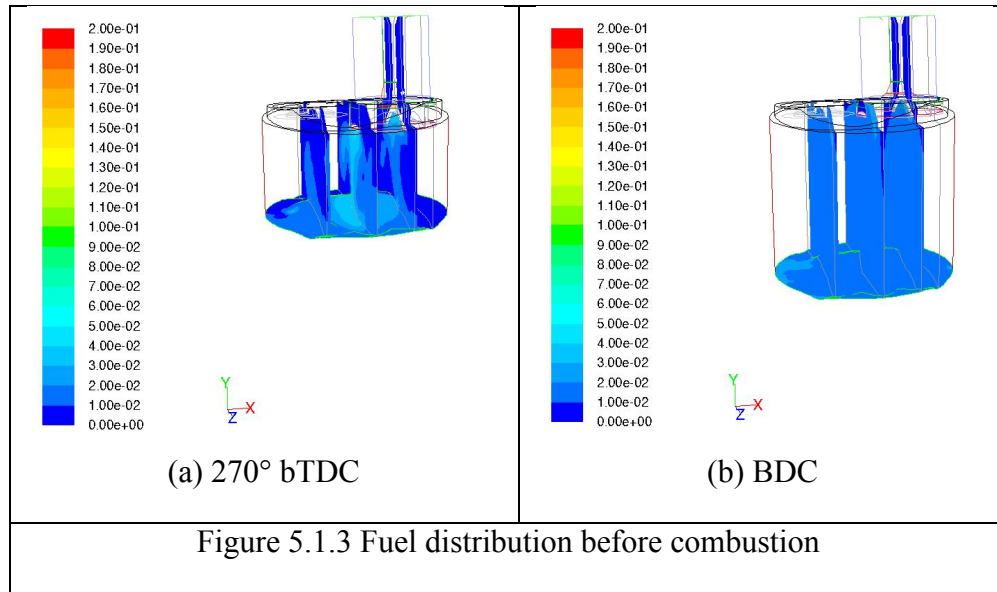 2.00e-01
1.90e-01
1.80e-01
1.70e-01
1.60e-01
1.50e-01
1.40e-01
1.30e-01
1.20e-01
1.10e-01
1.00e-01
9.00e-02
8.00e-02
7.00e-02
6.00e-02
5.00e-02
4.00e-02
3.00e-02
2.00e-02
1.00e-02
0.00e+00
Y
X
Z
(a) 270° bTDC
2.00e-01
1.90e-01
1.80e-01
1.70e-01
1.60e-01
1.50e-01
1.40e-01
1.30e-01
1.20e-01
1.10e-01
1.00e-01
9.00e-02
8.00e-02
7.00e-02
6.00e-02
5.00e-02
4.00e-02
3.00e-02
2.00e-02
1.00e-02
0.00e+00
Y
X
Z
(b) BDC
Figure 5.1.3 Fuel distribution before combustion